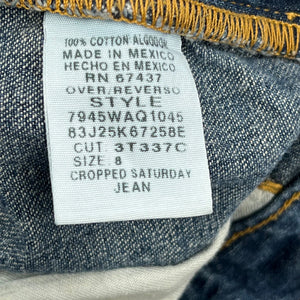 100% COTTON ALGODON
MADE IN MEXICO
HECHO EN MEXICO
RN 67437
OVER/REVERSO
STYLE
7945WAQ1045
83J25K67258E
CUT: 3T337C
SIZE: 8
CROPPED SATURDAY
JEAN